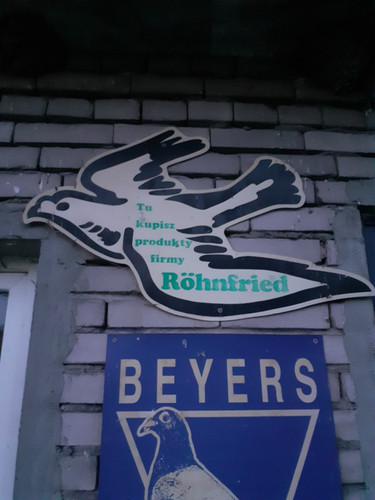 Tu
kupisz
produkty
firmy
Röhnfried
BEYERS